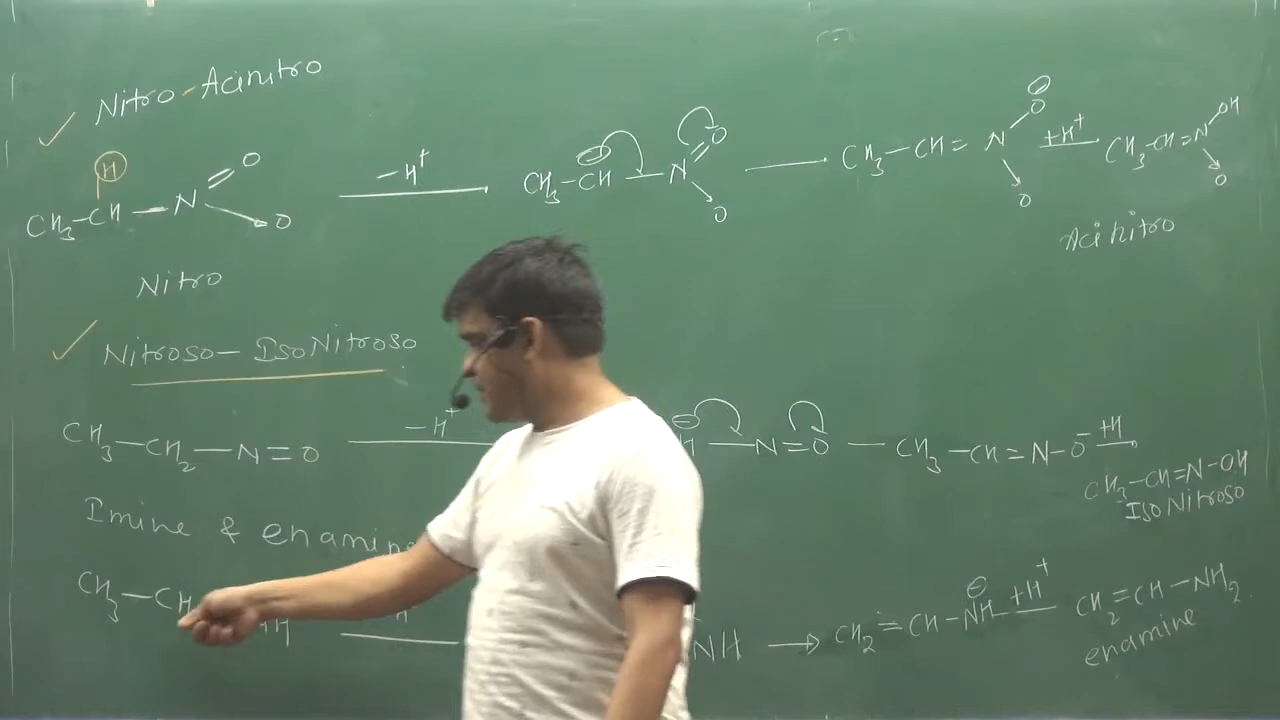 ✓ Nitro-Acinitro
CH₃-CH(H)-N(=O)→O —(-H⁺)— CH₃-CH⊖-N(=O)→O —→ CH₃-CH=N(-O⊖)→O —(+H⁺)— CH₃-CH=N(-OH)→O
Nitro
Acinitro
✓ Nitroso-IsoNitroso
CH₃-CH₂-N=O —(-H⁺)— H⊖-N=O — CH₃-CH=N-O⁻ —(+H)—
CH₃-CH=N-OH
IsoNitroso
Imine & enamine
CH₃-CH NH —(H⁺)— NH → CH₂=CH-NH⊖ —(+H⁺)— CH₂=CH-NH₂
enamine